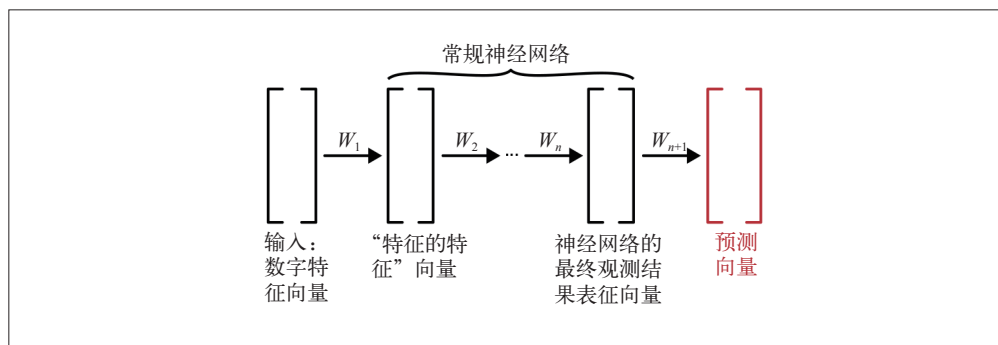 常规神经网络
W1
W2
...
Wn
Wn+1
输入：
数字特
征向量
“特征的特
征”向量
神经网络的
最终观测结
果表征向量
预测
向量